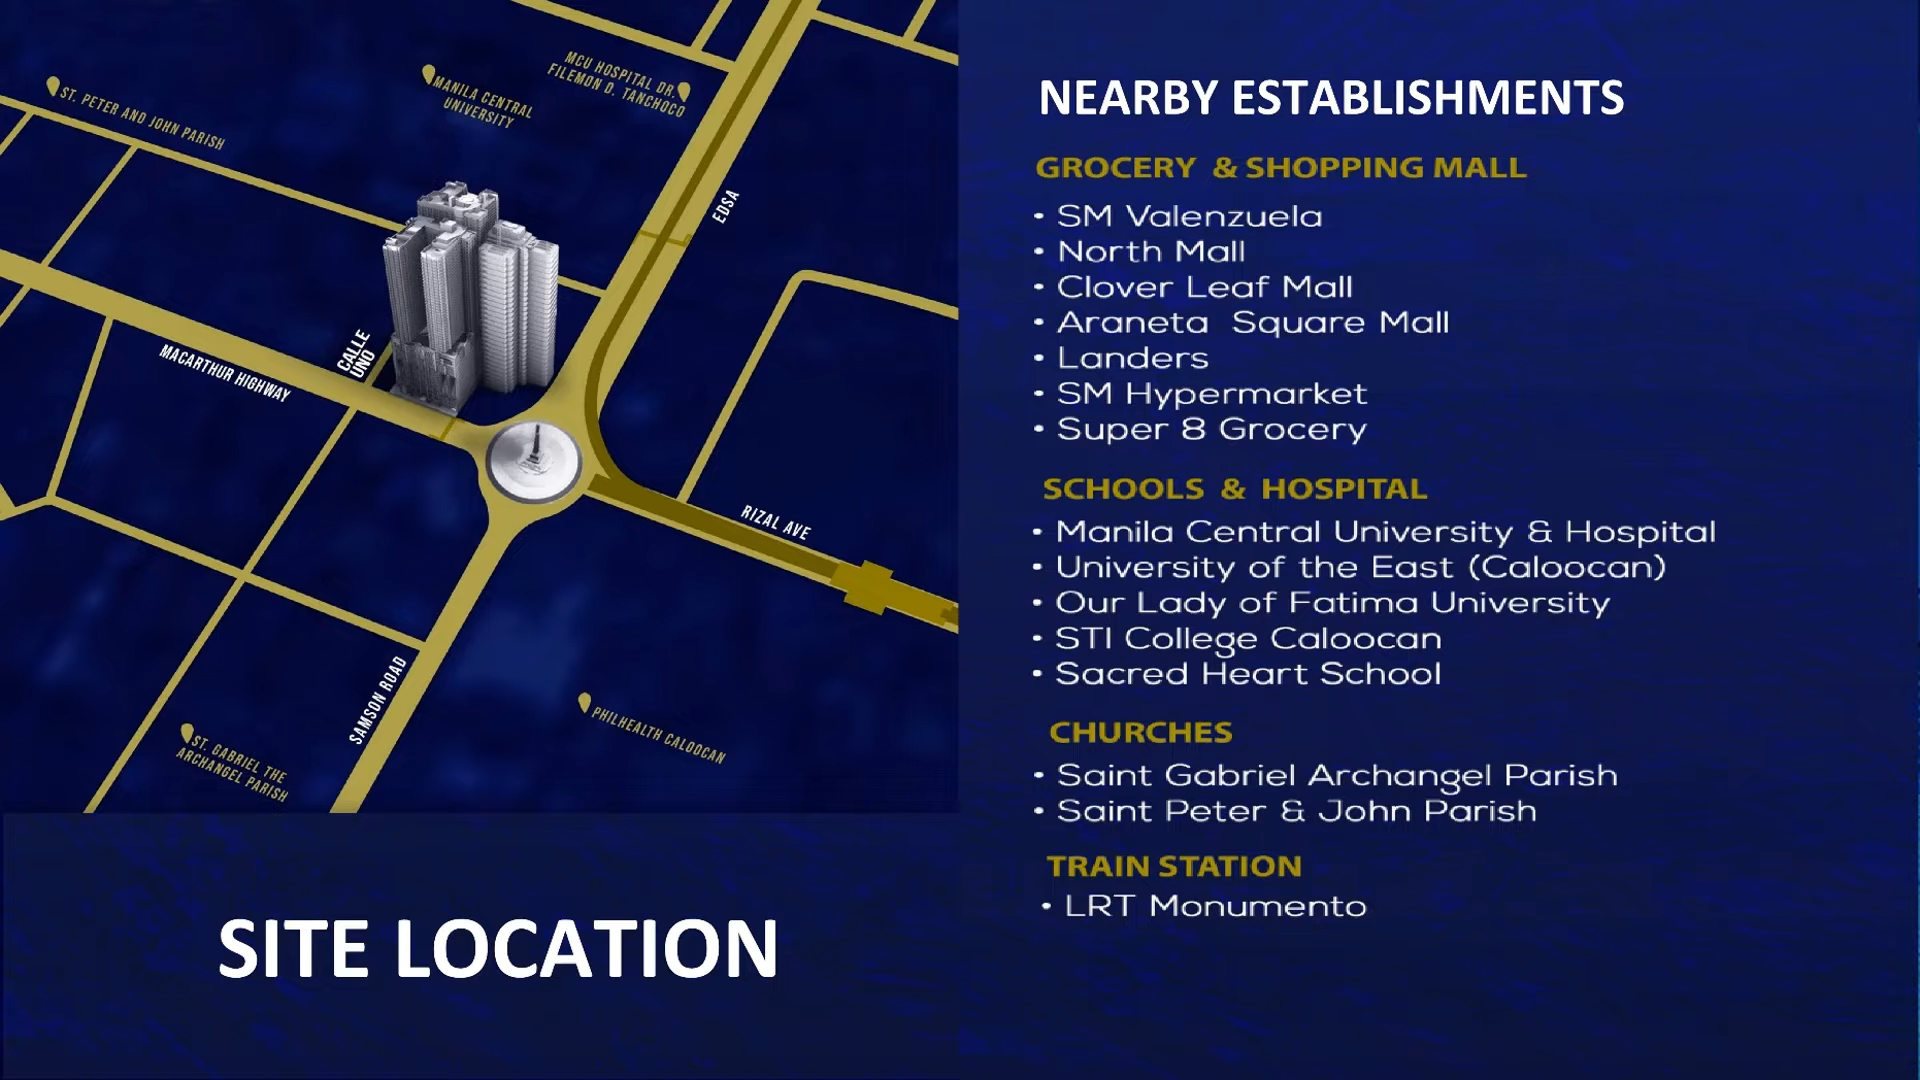 MCU HOSPITAL DR.
FILEMON D. TANCHOCO
MANILA CENTRAL
UNIVERSITY
ST. PETER AND JOHN PARISH
EDSA
CALLE
UNO
MACARTHUR HIGHWAY
RIZAL AVE
SAMSON ROAD
PHILHEALTH CALOOCAN
ST. GABRIEL THE
ARCHANGEL PARISH
SITE LOCATION
NEARBY ESTABLISHMENTS
GROCERY & SHOPPING MALL
• SM Valenzuela
• North Mall
• Clover Leaf Mall
• Araneta Square Mall
• Landers
• SM Hypermarket
• Super 8 Grocery
SCHOOLS & HOSPITAL
• Manila Central University & Hospital
• University of the East (Caloocan)
• Our Lady of Fatima University
• STI College Caloocan
• Sacred Heart School
CHURCHES
• Saint Gabriel Archangel Parish
• Saint Peter & John Parish
TRAIN STATION
• LRT Monumento